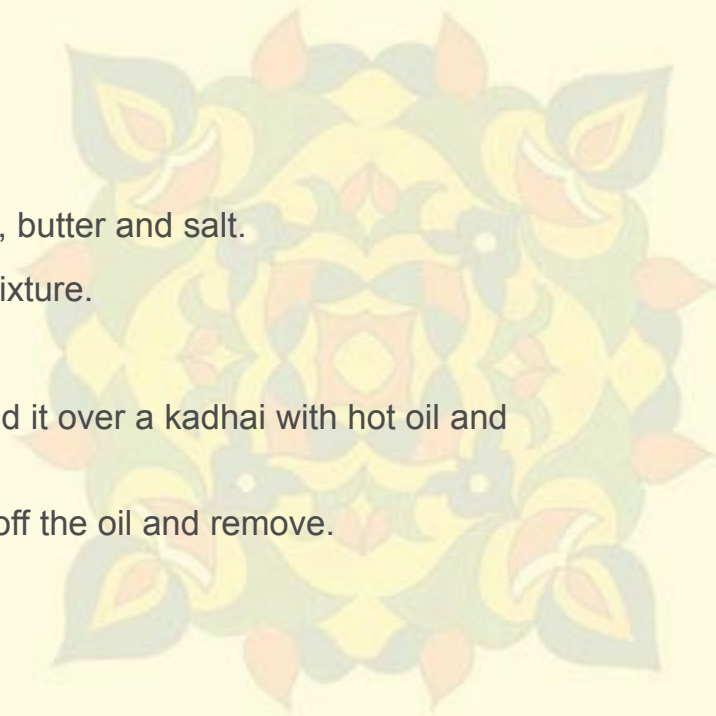 , butter and salt.
ixture.
d it over a kadhai with hot oil and
off the oil and remove.